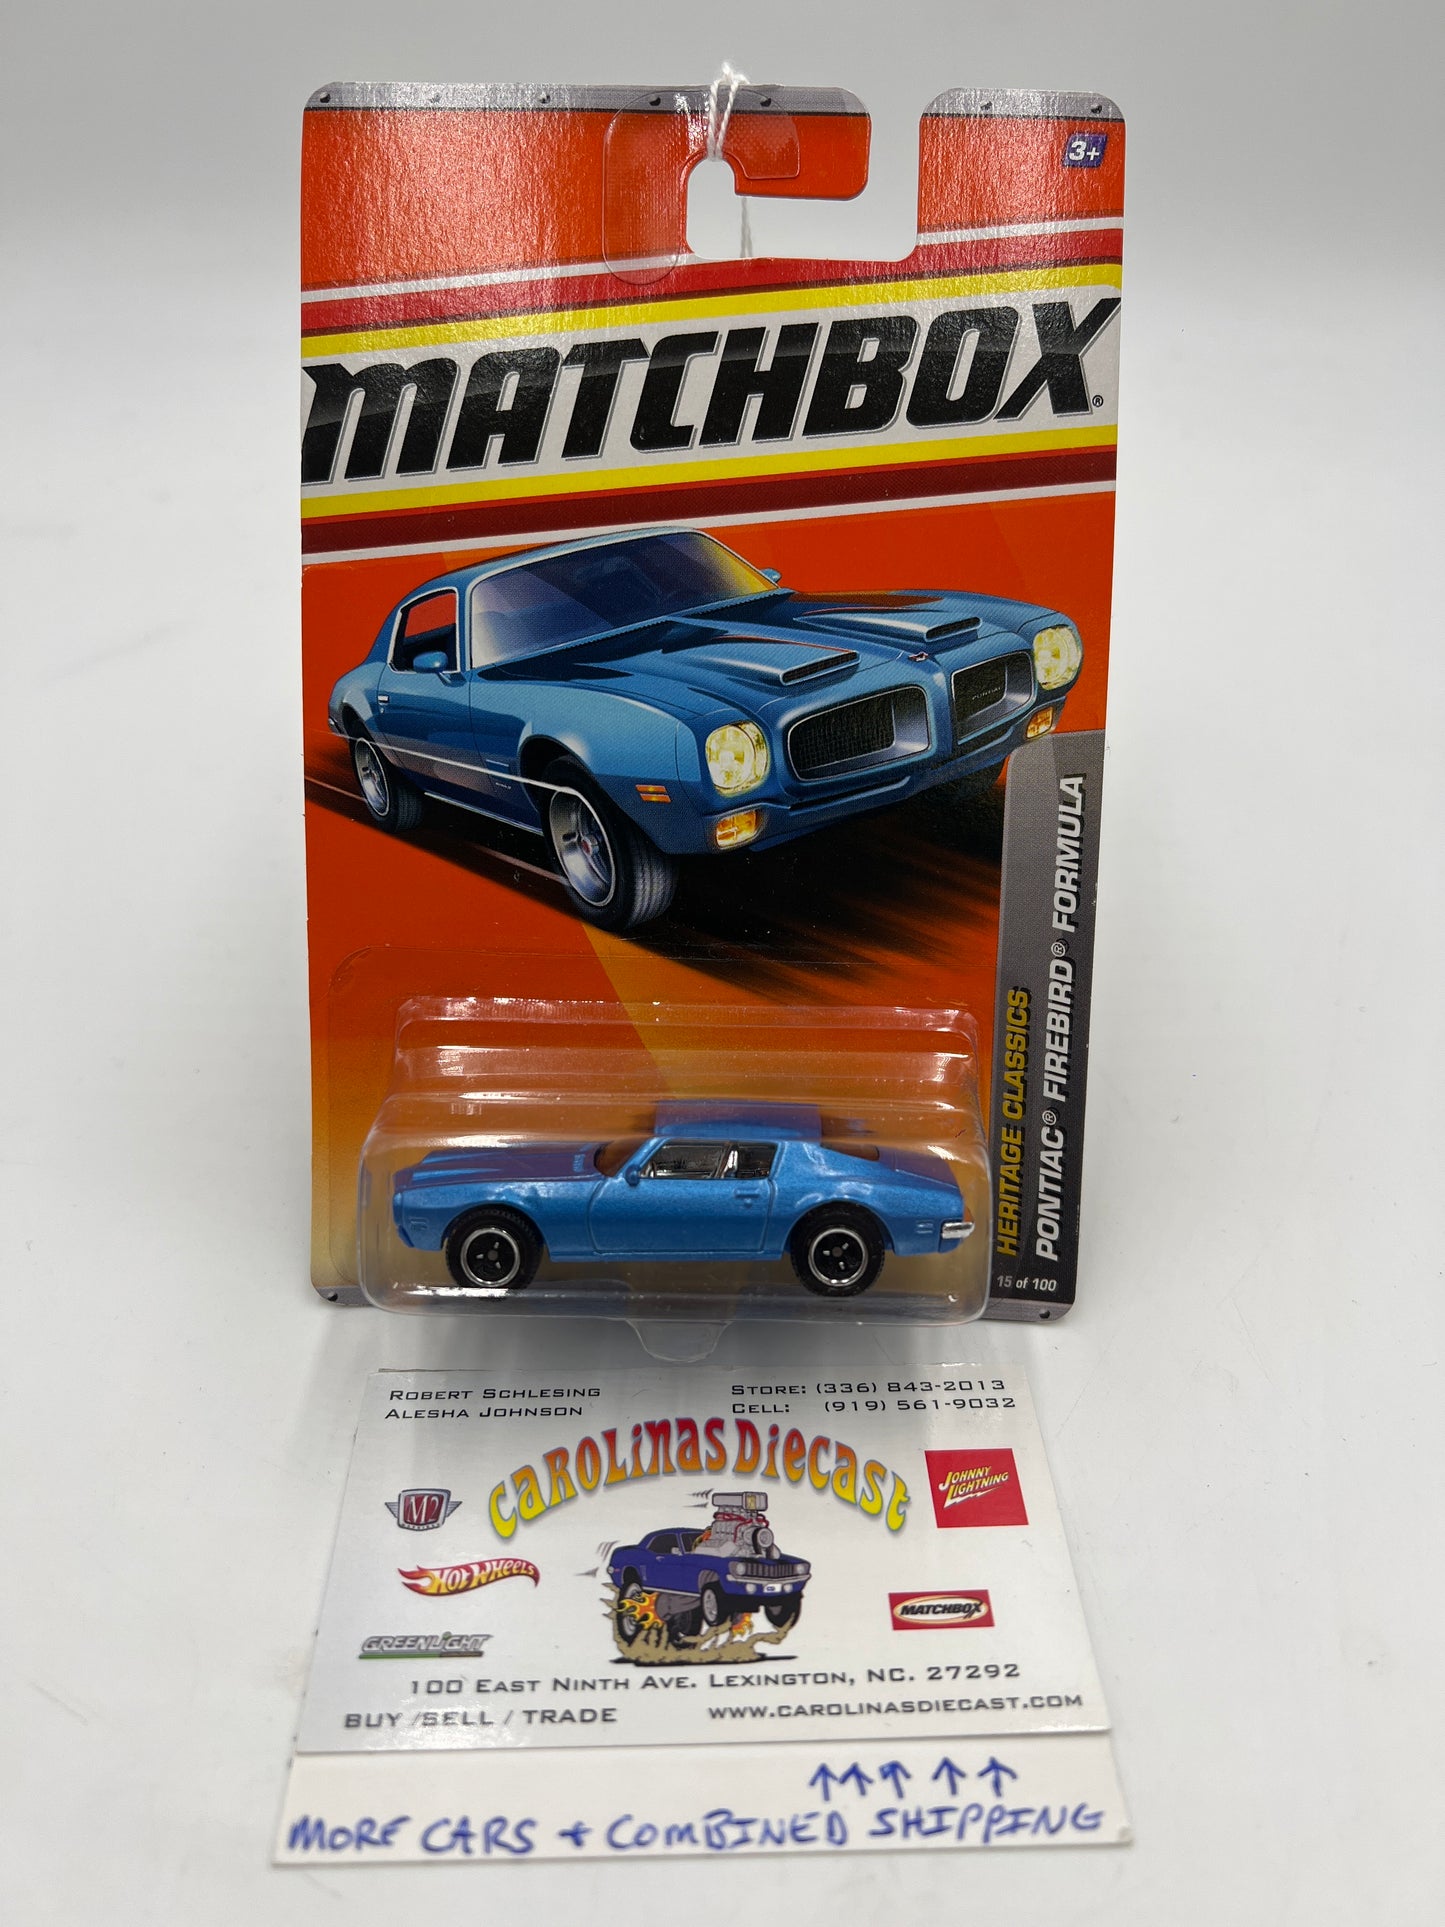 3+
MATCHBOX®
PONTIAC
HERITAGE CLASSICS
PONTIAC® FIREBIRD® FORMULA
15 of 100
ROBERT SCHLESING
ALESHA JOHNSON
STORE: (336) 843-2013
CELL: (919) 561-9032
CAROLINAS DIECAST
M2
JOHNNY LIGHTNING
HOT WHEELS
MATCHBOX
GREENLIGHT
100 EAST NINTH AVE. LEXINGTON, NC. 27292
BUY / SELL / TRADE
WWW.CAROLINASDIECAST.COM
↑↑↑ ↑ ↑
MORE CARS + COMBINED SHIPPING